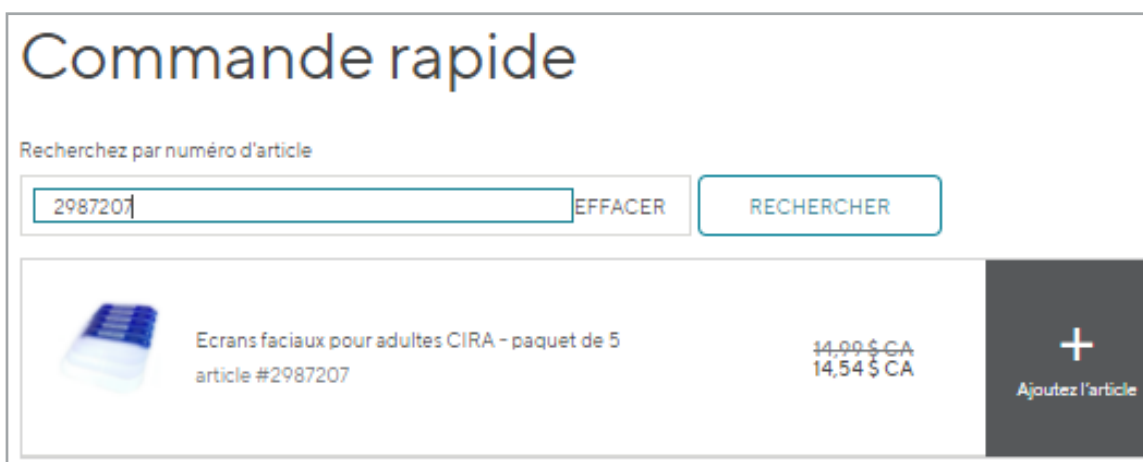 Commande rapide
Recherchez par numéro d'article
2987207 EFFACER RECHERCHER
Ecrans faciaux pour adultes CIRA - paquet de 5
article #2987207
14,99 $ CA
14,54 $ CA
+
Ajoutez l'article